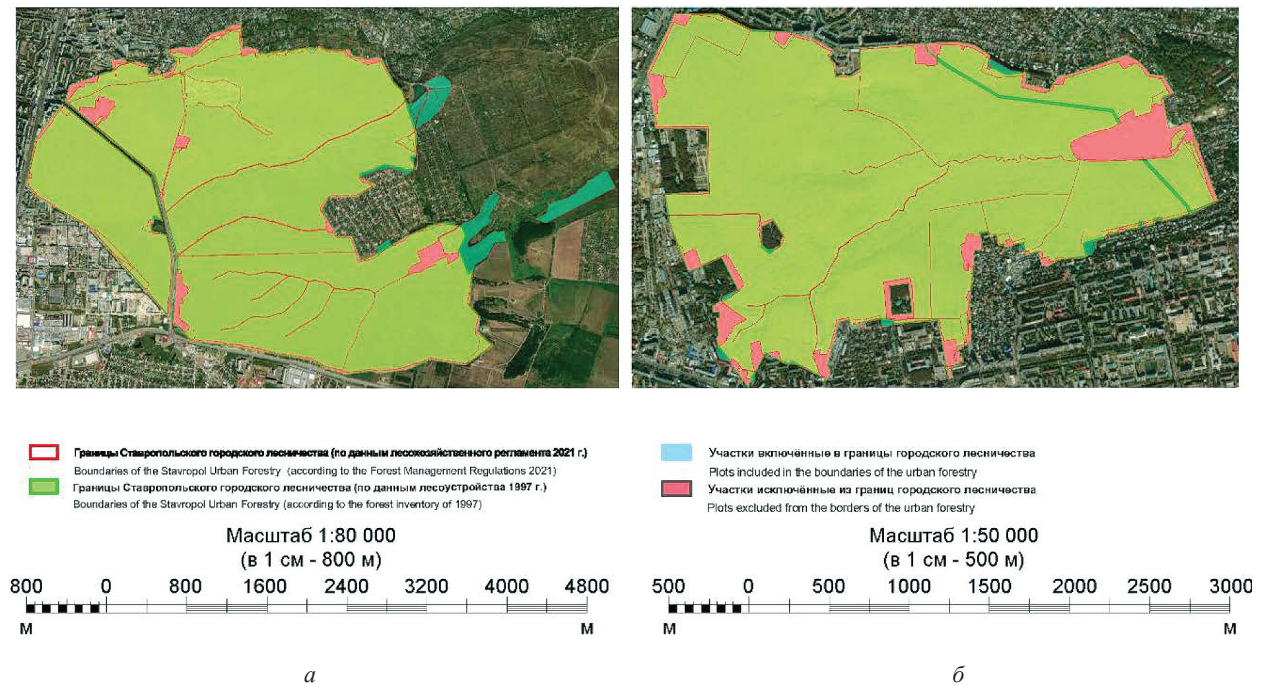 Границы Ставропольского городского лесничества (по данным лесохозяйственного регламента 2021 г.)
Boundaries of the Stavropol Urban Forestry (according to the Forest Management Regulations 2021)
Границы Ставропольского городского лесничества (по данным лесоустройства 1997 г.)
Boundaries of the Stavropol Urban Forestry (according to the forest inventory of 1997)
Масштаб 1:80 000
(в 1 см - 800 м)
800 0 800 1600 2400 3200 4000 4800
М М
а
Участки включённые в границы городского лесничества
Plots included in the boundaries of the urban forestry
Участки исключённые из границ городского лесничества
Plots excluded from the borders of the urban forestry
Масштаб 1:50 000
(в 1 см - 500 м)
500 0 500 1000 1500 2000 2500 3000
М М
б